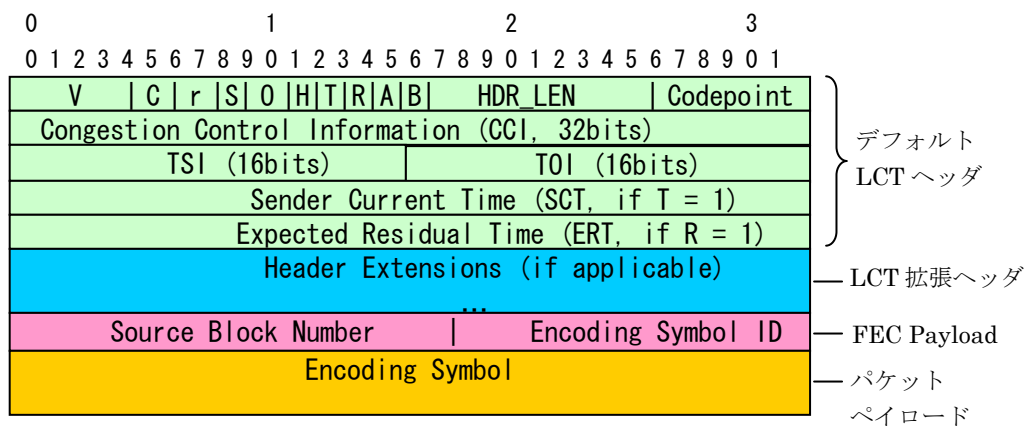 0 1 2 3
0 1 2 3 4 5 6 7 8 9 0 1 2 3 4 5 6 7 8 9 0 1 2 3 4 5 6 7 8 9 0 1
V | C | r |S| O |H|T|R|A|B| HDR_LEN | Codepoint
Congestion Control Information (CCI, 32bits)
TSI (16bits) TOI (16bits)
Sender Current Time (SCT, if T = 1)
Expected Residual Time (ERT, if R = 1)
デフォルト
LCT ヘッダ
Header Extensions (if applicable)
...
LCT 拡張ヘッダ
Source Block Number | Encoding Symbol ID
FEC Payload
Encoding Symbol
パケット
ペイロード